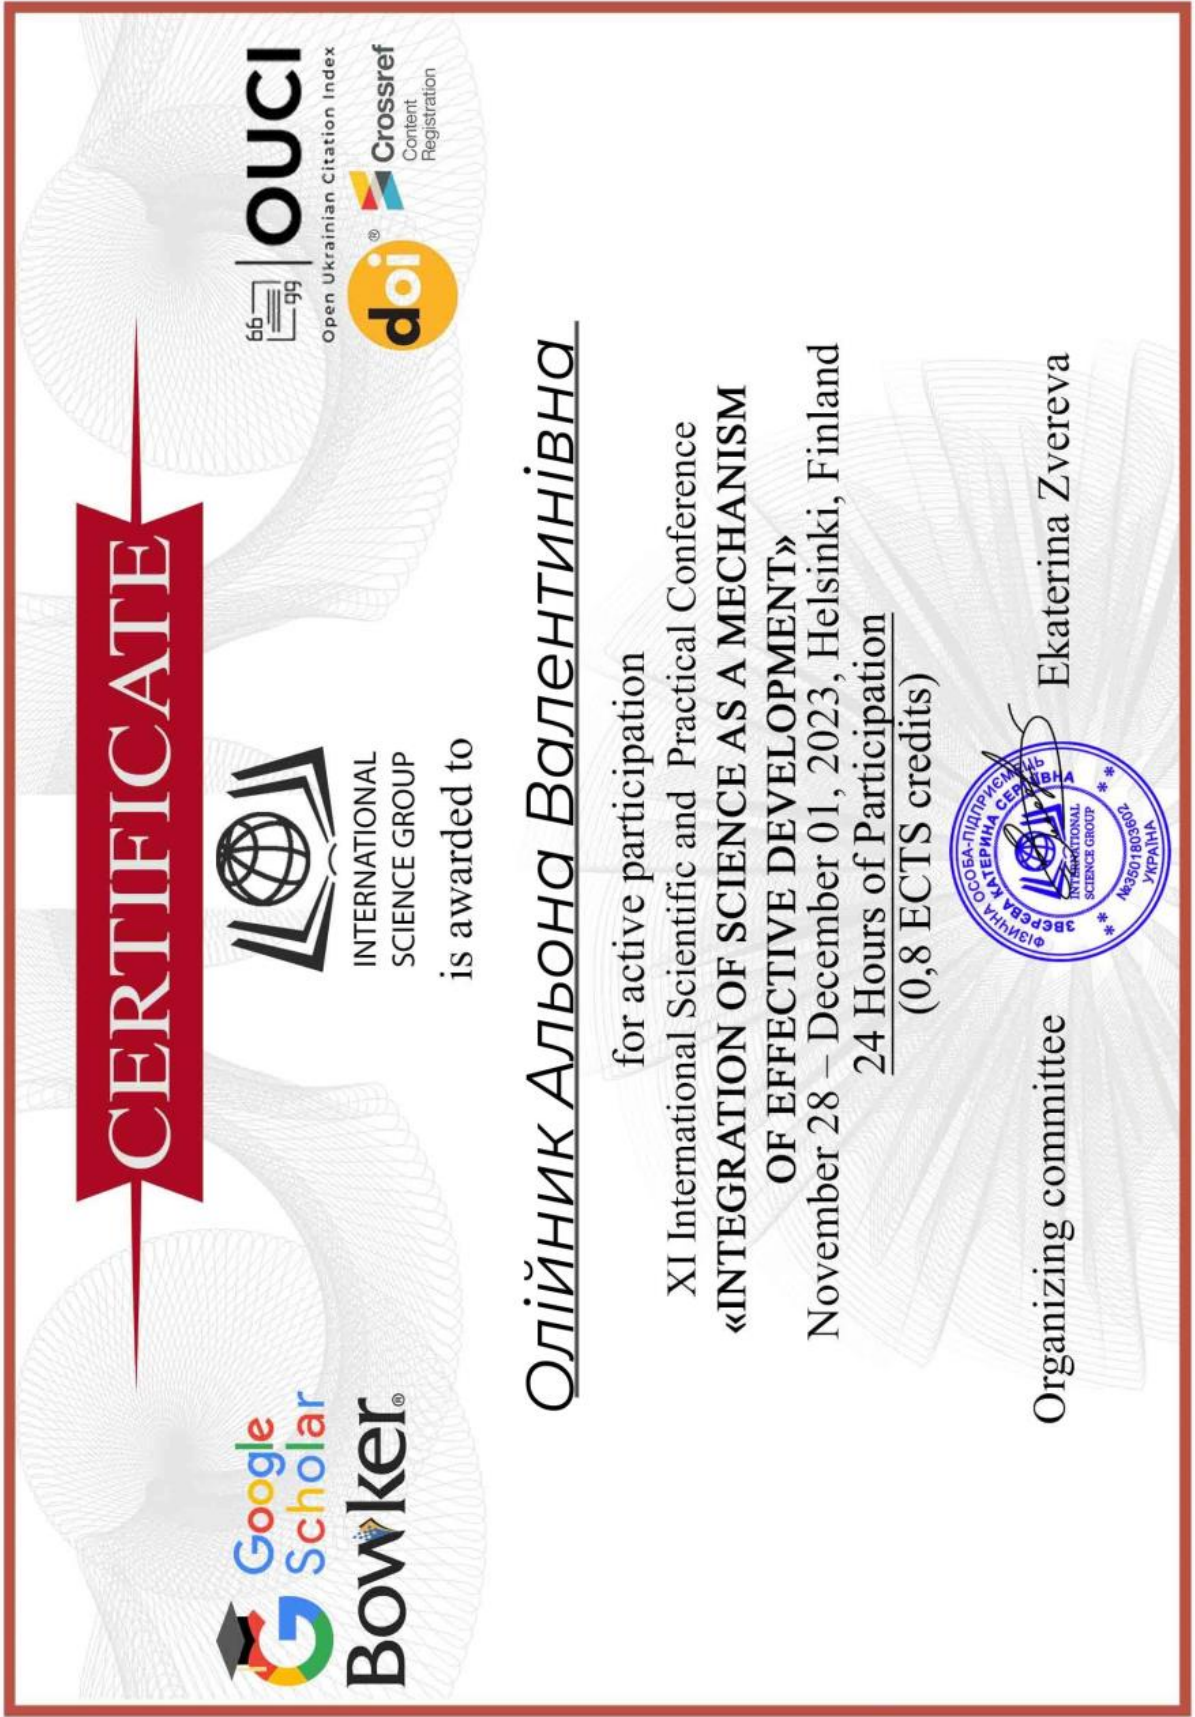 CERTIFICATE
Google
Scholar
Bowker®
INTERNATIONAL
SCIENCE GROUP
OUCI
Open Ukrainian Citation Index
doi®
Crossref
Content
Registration
is awarded to
Олійник Альона Валентинівна
for active participation
XI International Scientific and Practical Conference
«INTEGRATION OF SCIENCE AS A MECHANISM
OF EFFECTIVE DEVELOPMENT»
November 28 – December 01, 2023, Helsinki, Finland
24 Hours of Participation
(0,8 ECTS credits)
Organizing committee
Ekaterina Zvereva
ФІЗИЧНА ОСОБА-ПІДПРИЄМЕЦЬ
ЗВЄРЄВА КАТЕРИНА СЕРГІЇВНА
INTERNATIONAL
SCIENCE GROUP
№3501803602
УКРАЇНА